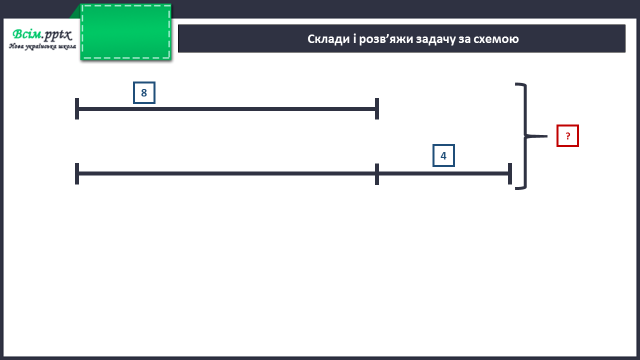 Всім.pptx
Нова українська школа
Склади і розв’яжи задачу за схемою
8
4
?